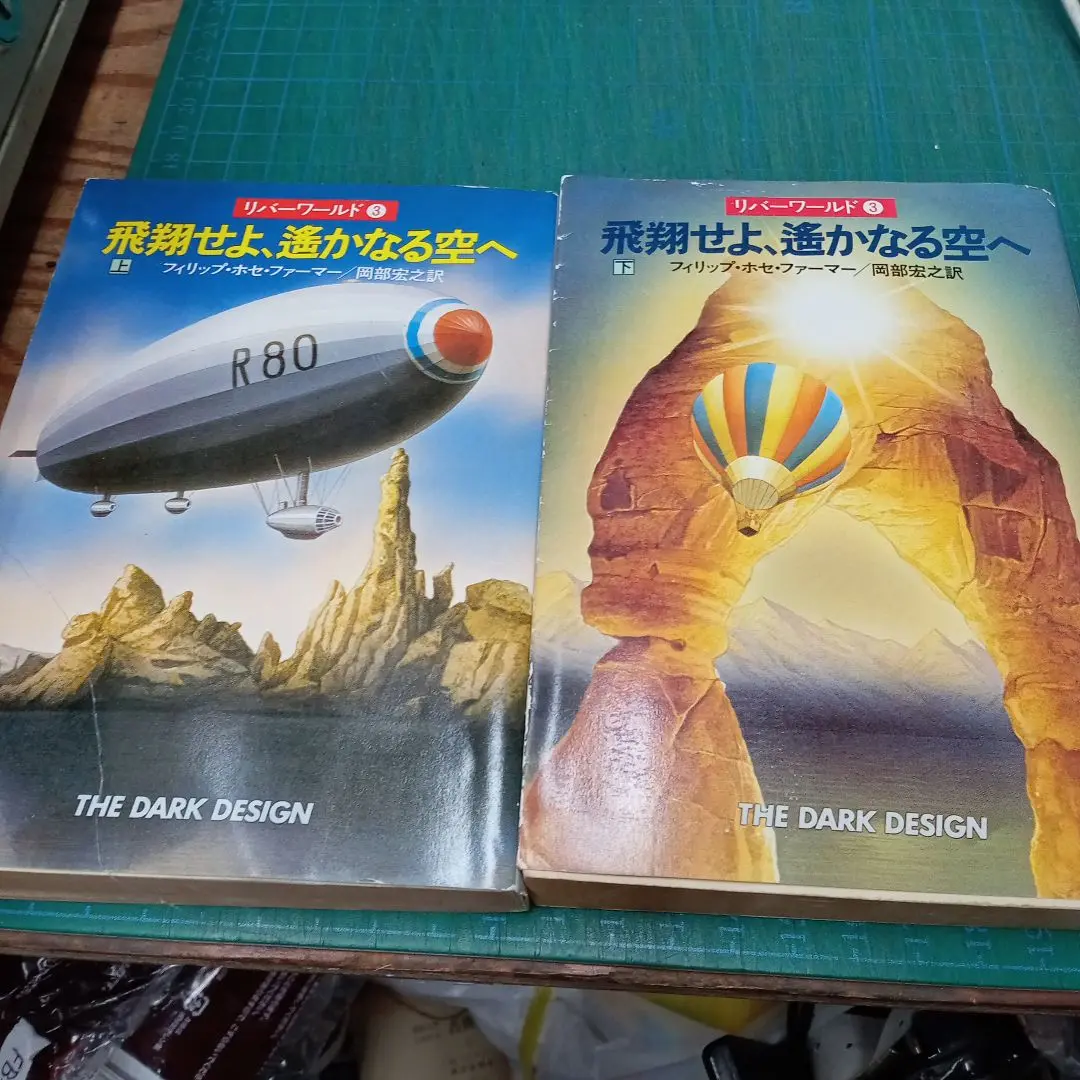 リバーワールド3
飛翔せよ、遙かなる空へ
上
フィリップ・ホセ・ファーマー/岡部宏之訳
R80
THE DARK DESIGN
リバーワールド3
飛翔せよ、遙かなる空へ
下
フィリップ・ホセ・ファーマー/岡部宏之訳
THE DARK DESIGN